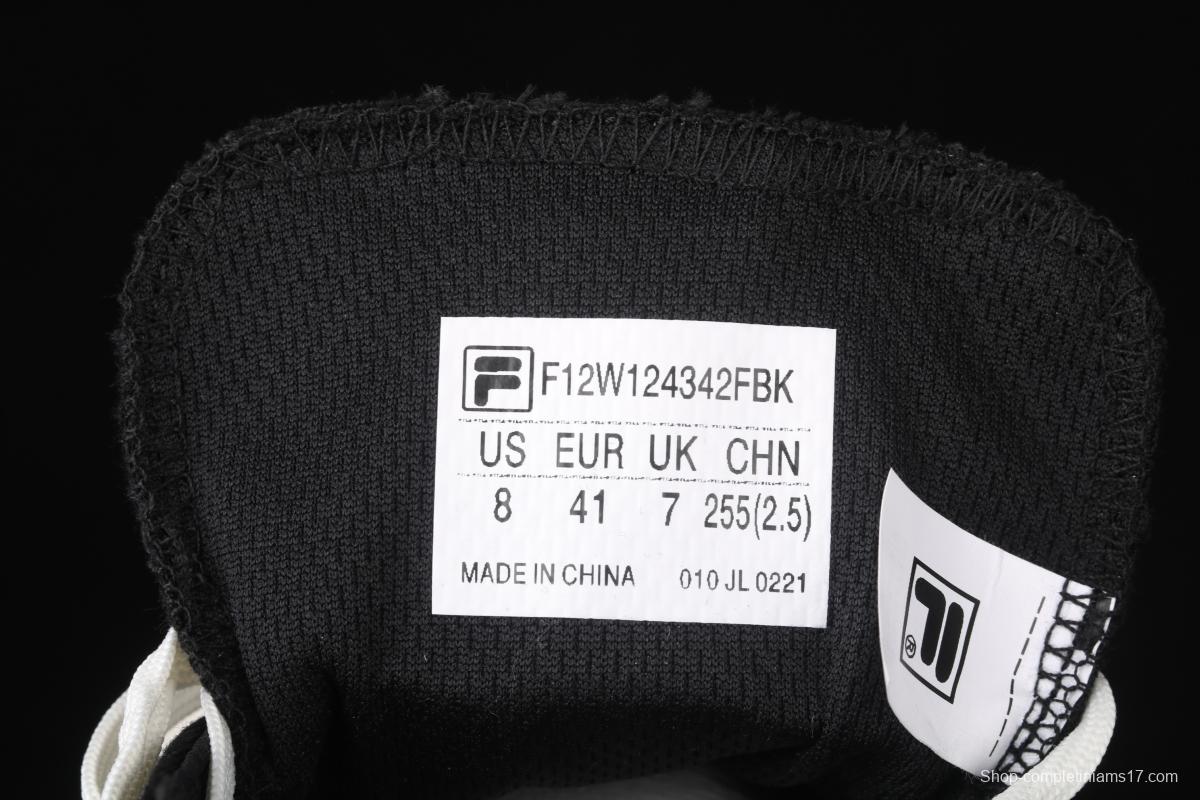 F12W124342FBK
US EUR UK CHN
8 41 7 255(2.5)
MADE IN CHINA 010 JL 0221
®
Shop-completiniams17.com